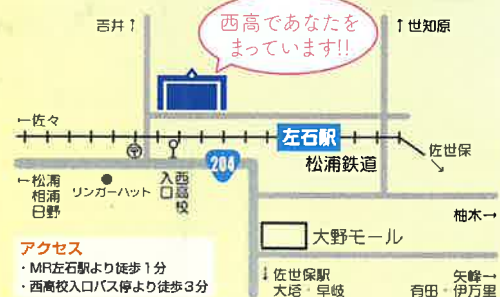 西高であなたを
まっています!!
吉井↑
↑世知原
←佐々
左石駅
松浦鉄道
佐世保
↘
204
←松浦
相浦
日野
リンガーハット
西高校
入口
柚木→
大野モール
アクセス
・MR左石駅より徒歩1分
・西高校入口バス停より徒歩3分
↓佐世保駅
大塔・早岐
矢峰→
有田・伊万里